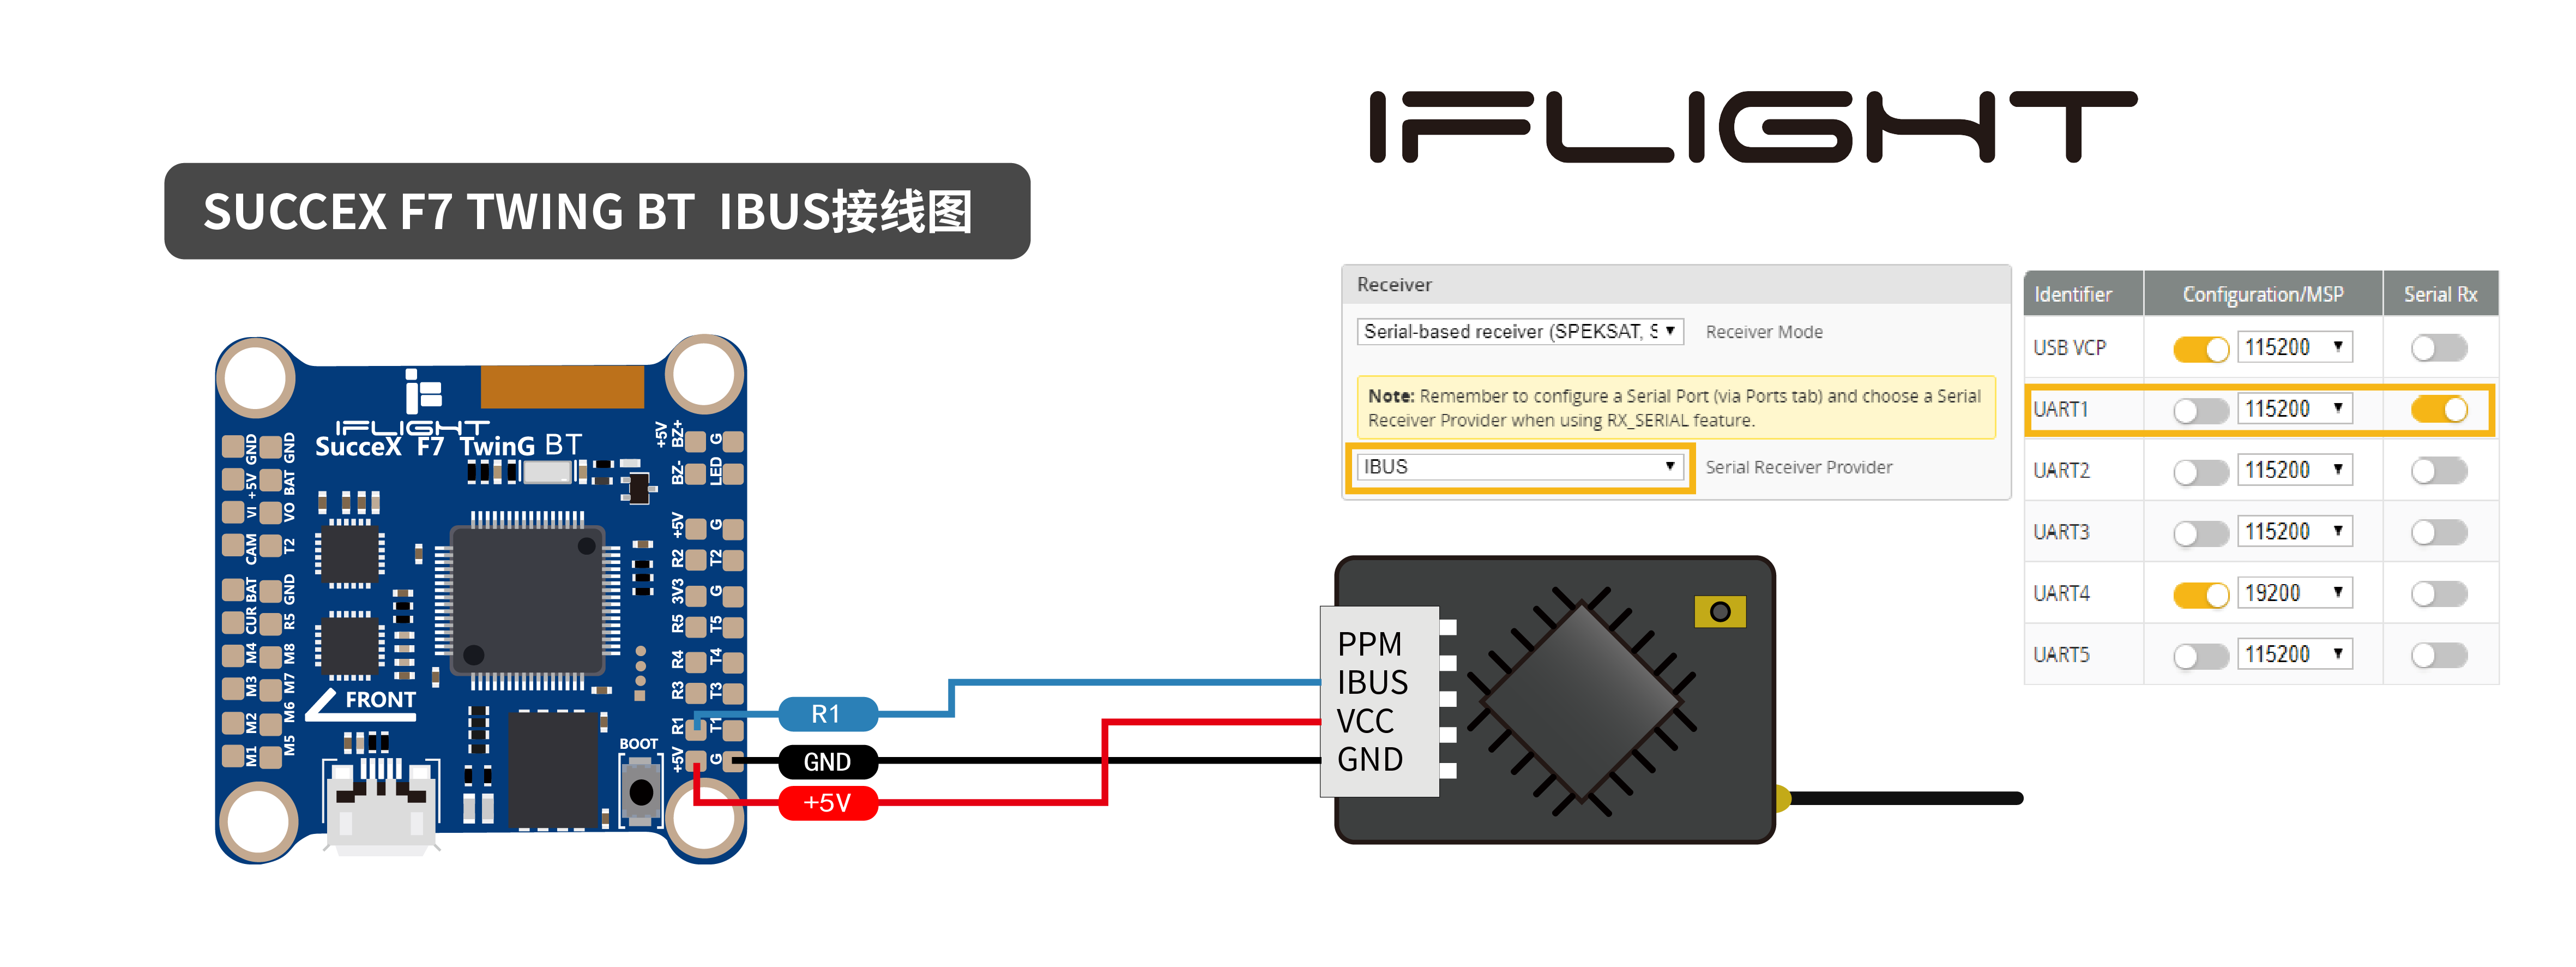 IFLIGHT
SUCCEX F7 TWING BT IBUS接线图
Receiver
Serial-based receiver (SPEKSAT, S
Receiver Mode
Note: Remember to configure a Serial Port (via Ports tab) and choose a Serial
Receiver Provider when using RX_SERIAL feature.
IBUS
Serial Receiver Provider
Identifier Configuration/MSP Serial Rx
USB VCP 115200
UART1 115200
UART2 115200
UART3 115200
UART4 19200
UART5 115200
IFLIGHT
SucceX F7 TwinG BT
GND
GND
+5V
BAT
VI
VO
CAM
T2
BAT
GND
CUR
R5
M4
M8
M3
M7
M2
M6
M1
M5
+5V
BZ+
G
BZ-
LED
+5V
G
R2
T2
3V3
G
R5
T5
R4
T4
R3
T3
R1
T1
+5V
G
FRONT
BOOT
R1
GND
+5V
PPM
IBUS
VCC
GND